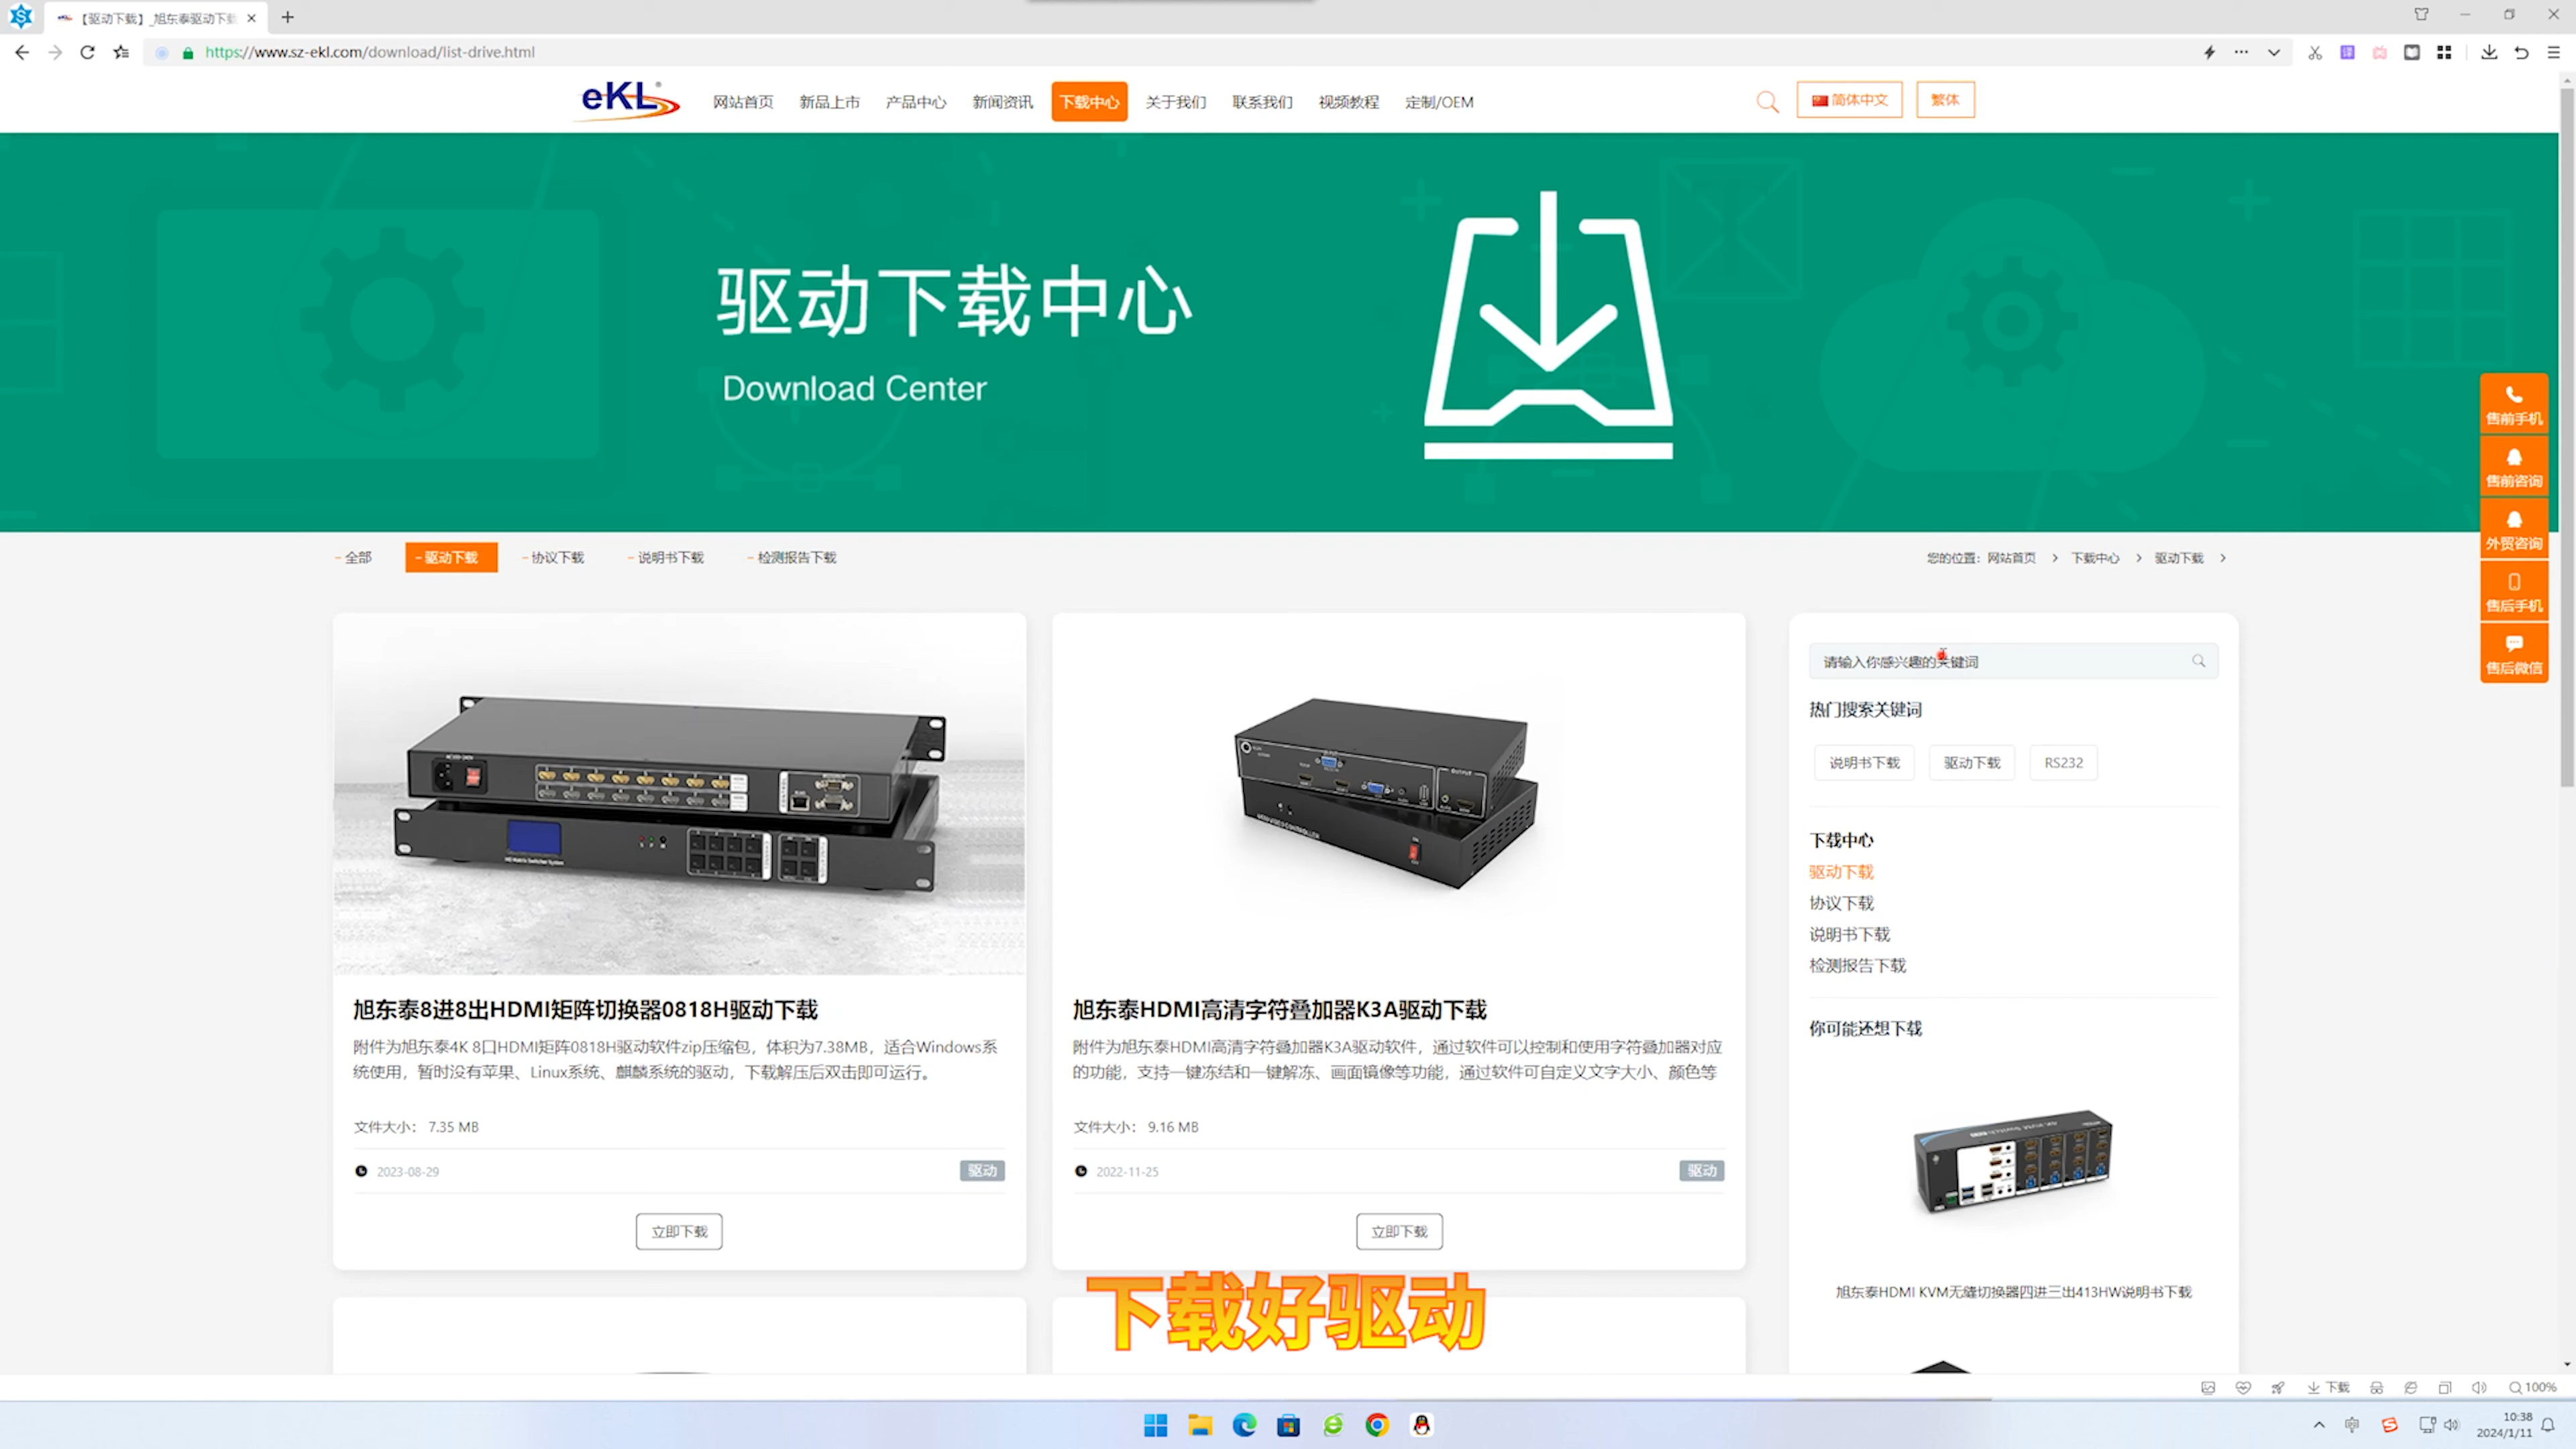 【驱动下载】_旭东泰驱动下载
https://www.sz-ekl.com/download/list-drive.html
eKL®
网站首页 新品上市 产品中心 新闻资讯 下载中心 关于我们 联系我们 视频教程 定制/OEM
简体中文 繁体
驱动下载中心
Download Center
售前手机
售前咨询
外贸咨询
售后手机
售后微信
- 全部 - 驱动下载 - 协议下载 - 说明书下载 - 检测报告下载
您的位置：网站首页 > 下载中心 > 驱动下载 >
旭东泰8进8出HDMI矩阵切换器0818H驱动下载
附件为旭东泰4K 8口HDMI矩阵0818H驱动软件zip压缩包，体积为7.38MB，适合Windows系
统使用，暂时没有苹果、Linux系统、麒麟系统的驱动，下载解压后双击即可运行。
文件大小： 7.35 MB
2023-08-29 驱动
立即下载
旭东泰HDMI高清字符叠加器K3A驱动下载
附件为旭东泰HDMI高清字符叠加器K3A驱动软件，通过软件可以控制和使用字符叠加器对应
的功能，支持一键冻结和一键解冻、画面镜像等功能，通过软件可自定义文字大小、颜色等
文件大小： 9.16 MB
2022-11-25 驱动
立即下载
请输入你感兴趣的关键词
热门搜索关键词
说明书下载 驱动下载 RS232
下载中心
驱动下载
协议下载
说明书下载
检测报告下载
你可能还想下载
旭东泰HDMI KVM无缝切换器四进三出413HW说明书下载
下载好驱动
下载 100%
中
10:38
2024/1/11